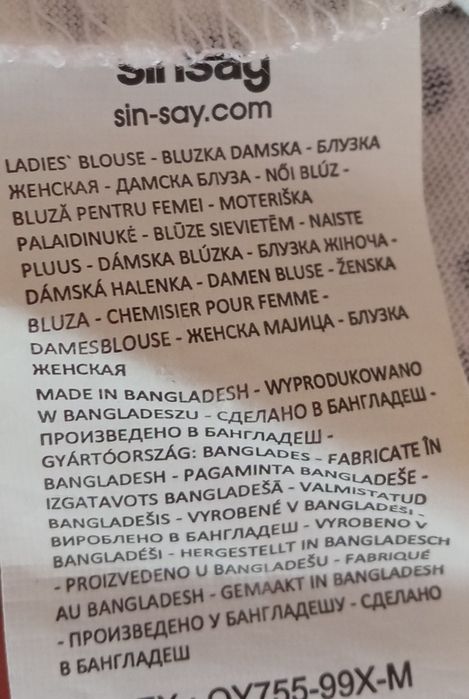 sinsay
sin-say.com
LADIES` BLOUSE - BLUZKA DAMSKA - БЛУЗКА
ЖЕНСКАЯ - ДАМСКА БЛУЗА - NŐI BLÚZ -
BLUZĂ PENTRU FEMEI - MOTERIŠKA
PALAIDINUKĖ - BLŪZE SIEVIETĒM - NAISTE
PLUUS - DÁMSKA BLÚZKA - БЛУЗКА ЖІНОЧА -
DÁMSKÁ HALENKA - DAMEN BLUSE - ŽENSKA
BLUZA - CHEMISIER POUR FEMME -
DAMESBLOUSE - ЖЕНСКА МАЈИЦА - БЛУЗКА
ЖЕНСКАЯ
MADE IN BANGLADESH - WYPRODUKOWANO
W BANGLADESZU - СДЕЛАНО В БАНГЛАДЕШ -
ПРОИЗВЕДЕНО В БАНГЛАДЕШ -
GYÁRTÓORSZÁG: BANGLADES - FABRICATE ÎN
BANGLADESH - PAGAMINTA BANGLADEŠE -
IZGATAVOTS BANGLADEŠĀ - VALMISTATUD
BANGLADEŠIS - VYROBENÉ V BANGLADEŠI -
ВИРОБЛЕНО В БАНГЛАДЕШ - VYROBENO V
BANGLADÉŠI - HERGESTELLT IN BANGLADESCH
- PROIZVEDENO U BANGLADEŠU - FABRIQUÉ
AU BANGLADESH - GEMAAKT IN BANGLADESH
- ПРОИЗВЕДЕНО У БАНГЛАДЕШУ - СДЕЛАНО
В БАНГЛАДЕШ
QY755-99X-M